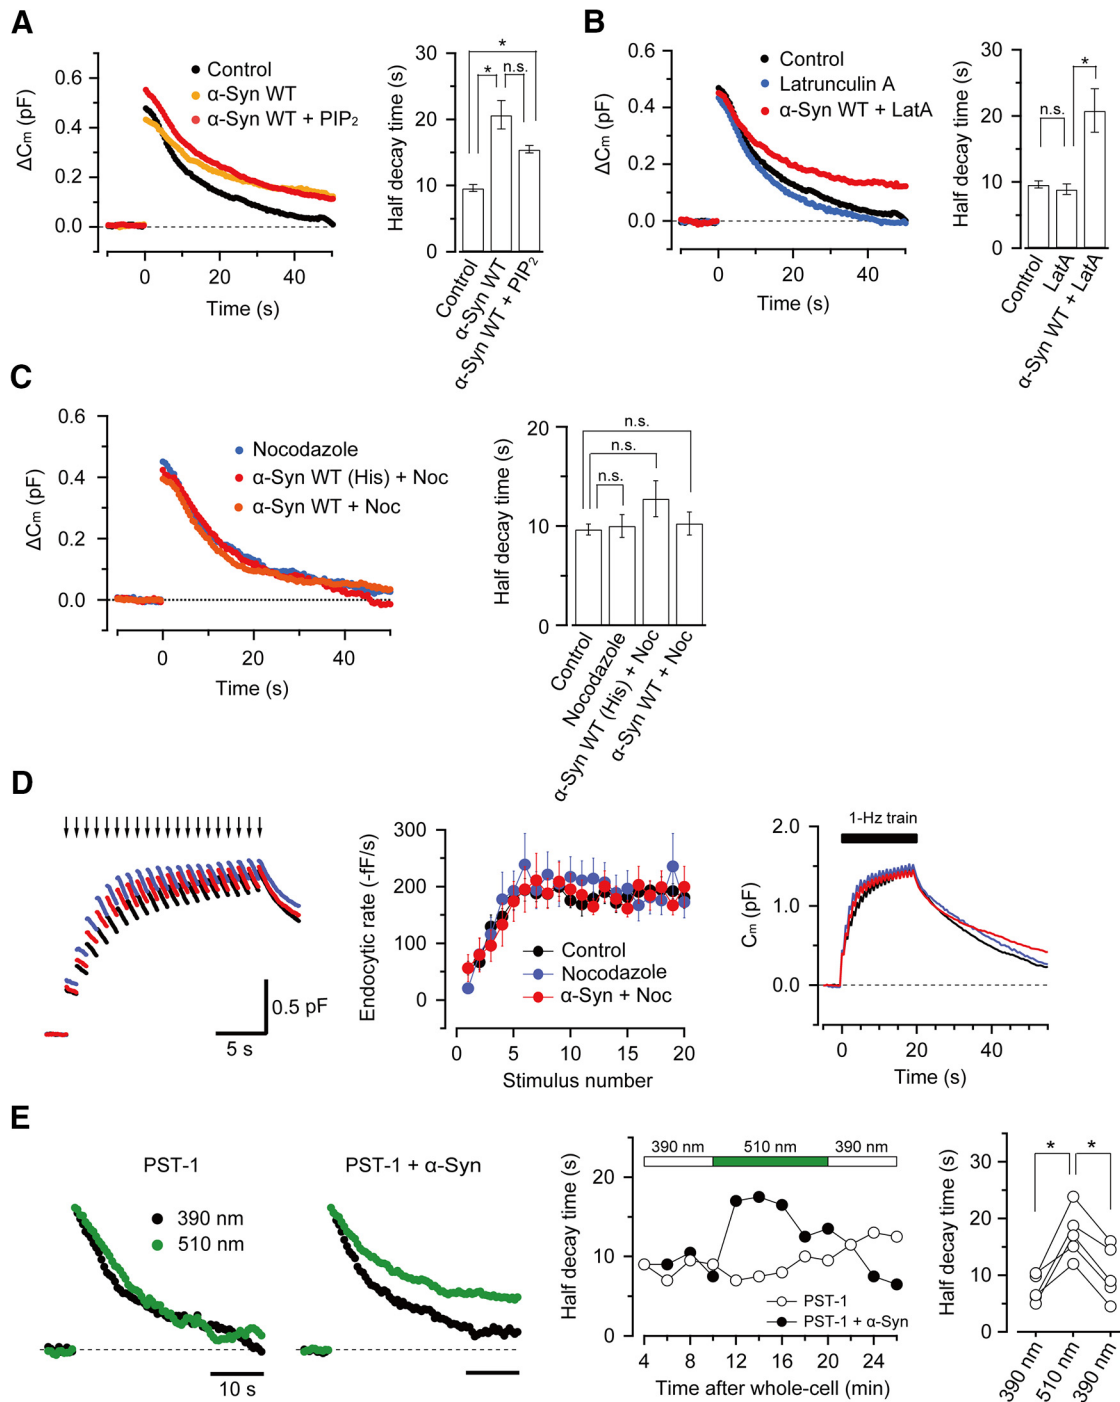 A
0.6
0.4
0.2
0.0
ΔCm (pF)
Control
α-Syn WT
α-Syn WT + PIP2
0
20
40
Time (s)
30
20
10
0
Half decay time (s)
*
*
n.s.
Control
α-Syn WT
α-Syn WT + PIP2
B
0.6
0.4
0.2
0.0
ΔCm (pF)
Control
Latrunculin A
α-Syn WT + LatA
0
20
40
Time (s)
30
20
10
0
Half decay time (s)
*
n.s.
Control
LatA
α-Syn WT + LatA
C
0.6
0.4
0.2
0.0
ΔCm (pF)
Nocodazole
α-Syn WT (His) + Noc
α-Syn WT + Noc
0
20
40
Time (s)
20
10
0
Half decay time (s)
n.s.
n.s.
n.s.
Control
Nocodazole
α-Syn WT (His) + Noc
α-Syn WT + Noc
D
0.5 pF
5 s
300
200
100
0
Endocytic rate (-fF/s)
Control
Nocodazole
α-Syn + Noc
0
5
10
15
20
Stimulus number
1-Hz train
2.0
1.0
0.0
Cm (pF)
0
20
40
Time (s)
E
PST-1
390 nm
510 nm
10 s
PST-1 + α-Syn
390 nm
510 nm
390 nm
20
10
0
Half decay time (s)
PST-1
PST-1 + α-Syn
4
8
12
16
20
24
Time after whole-cell (min)
30
20
10
0
Half decay time (s)
*
*
390 nm
510 nm
390 nm